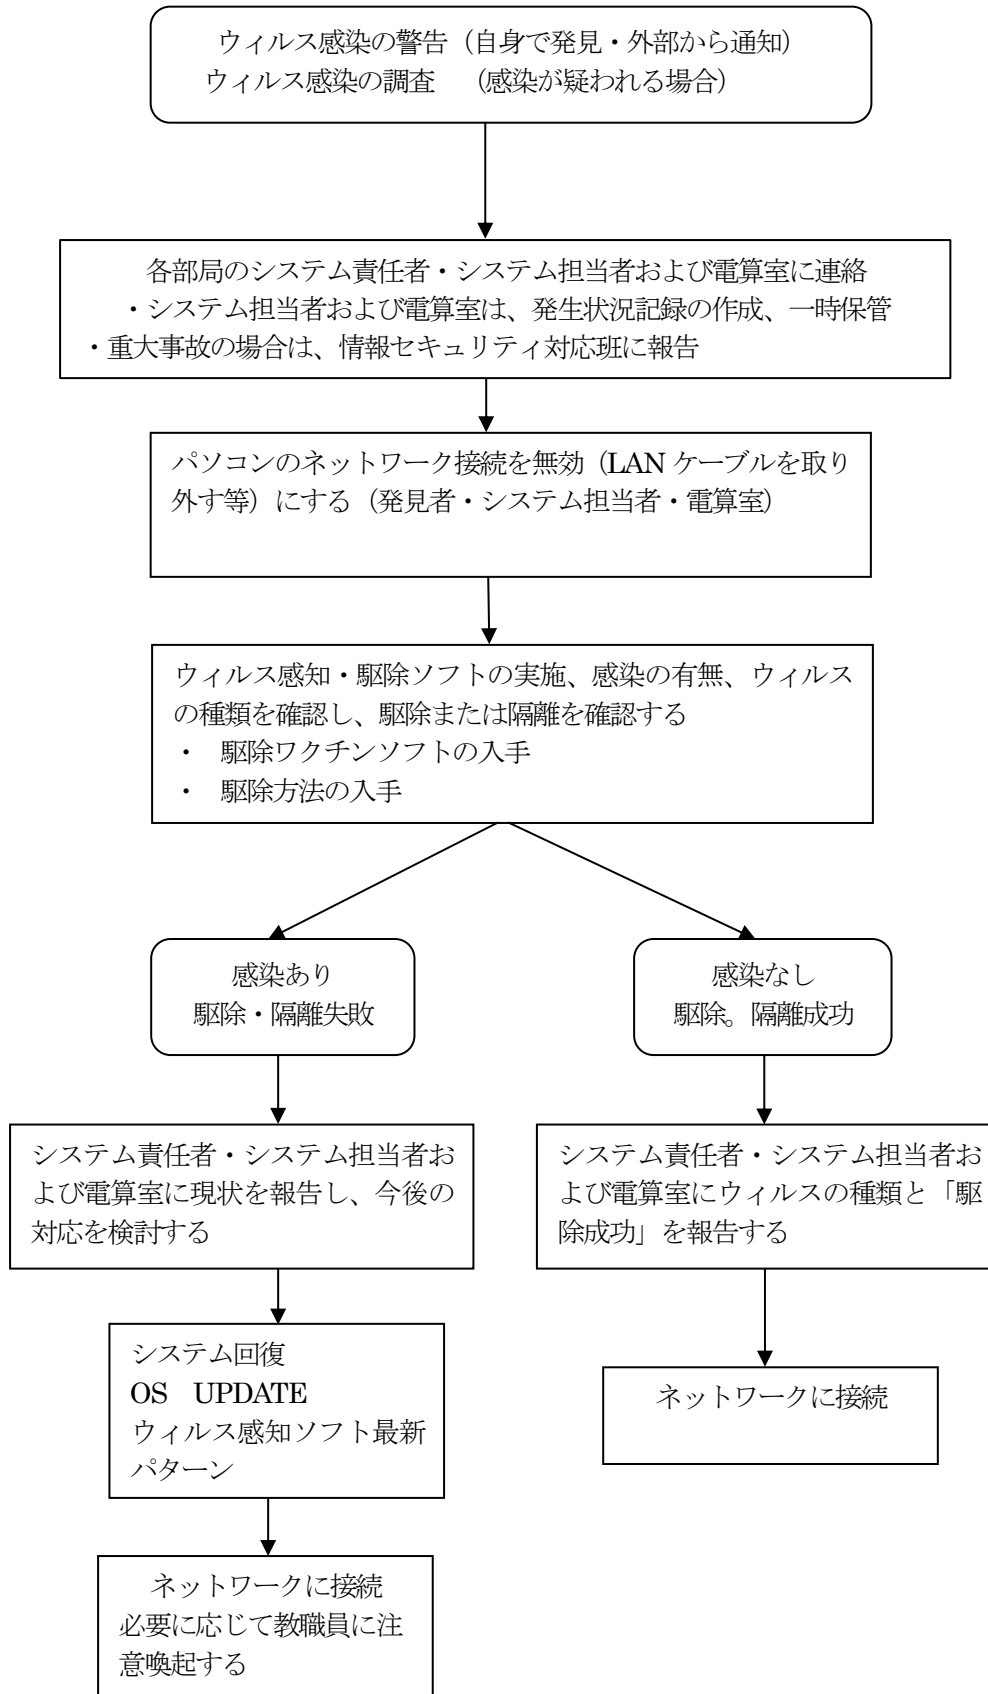 ウィルス感染の警告（自身で発見・外部から通知）
ウィルス感染の調査　（感染が疑われる場合）
各部局のシステム責任者・システム担当者および電算室に連絡
・システム担当者および電算室は、発生状況記録の作成、一時保管
・重大事故の場合は、情報セキュリティ対応班に報告
パソコンのネットワーク接続を無効（LAN ケーブルを取り
外す等）にする（発見者・システム担当者・電算室）
ウィルス感知・駆除ソフトの実施、感染の有無、ウィルス
の種類を確認し、駆除または隔離を確認する
・　駆除ワクチンソフトの入手
・　駆除方法の入手
感染あり
駆除・隔離失敗
感染なし
駆除。隔離成功
システム責任者・システム担当者お
よび電算室に現状を報告し、今後の
対応を検討する
システム責任者・システム担当者お
よび電算室にウィルスの種類と「駆
除成功」を報告する
システム回復
OS　UPDATE
ウィルス感知ソフト最新
パターン
ネットワークに接続
ネットワークに接続
必要に応じて教職員に注
意喚起する